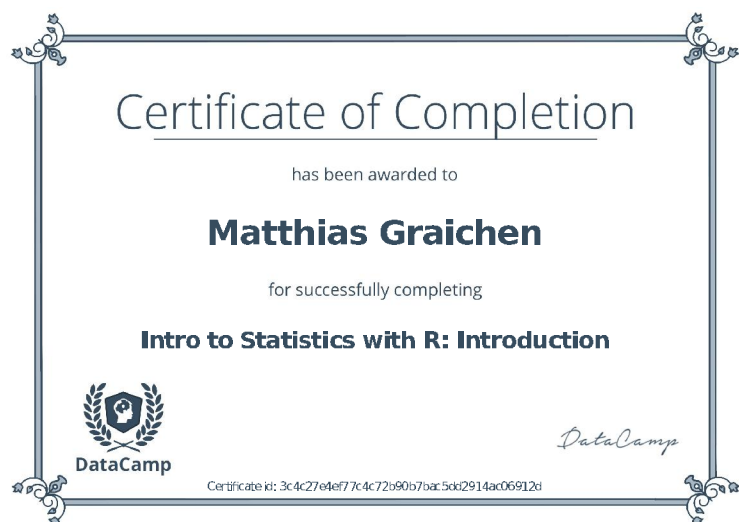 Certificate of Completion
has been awarded to
Matthias Graichen
for successfully completing
Intro to Statistics with R: Introduction
DataCamp
DataCamp
Certificate id: 3c4c27e4ef77c4c72b90b7bac5dd2914ac06912d